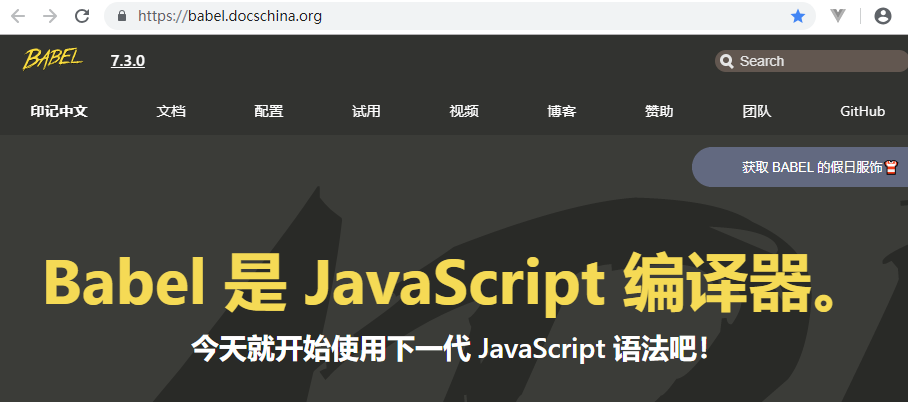 https://babel.docschina.org
BABEL 7.3.0 Search
印记中文 文档 配置 试用 视频 博客 赞助 团队 GitHub
获取 BABEL 的假日服饰
Babel 是 JavaScript 编译器。
今天就开始使用下一代 JavaScript 语法吧！